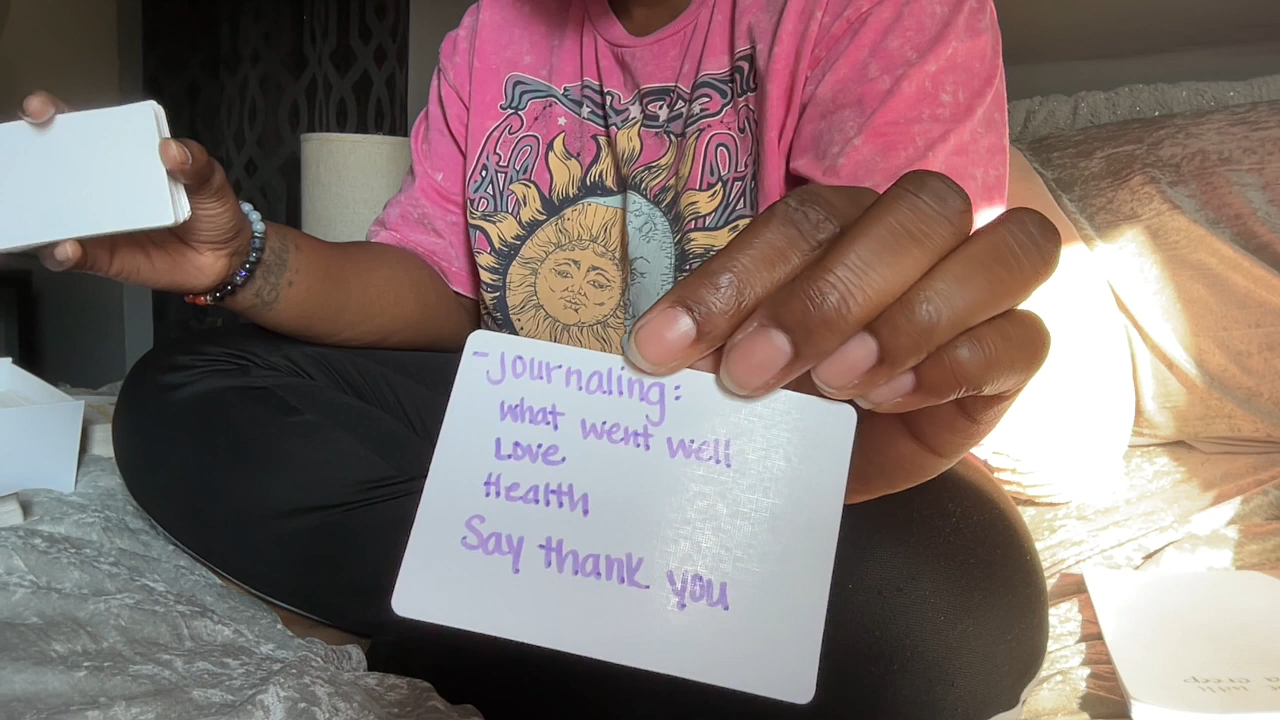 -Journaling:
what went well
Love
Health
Say thank you